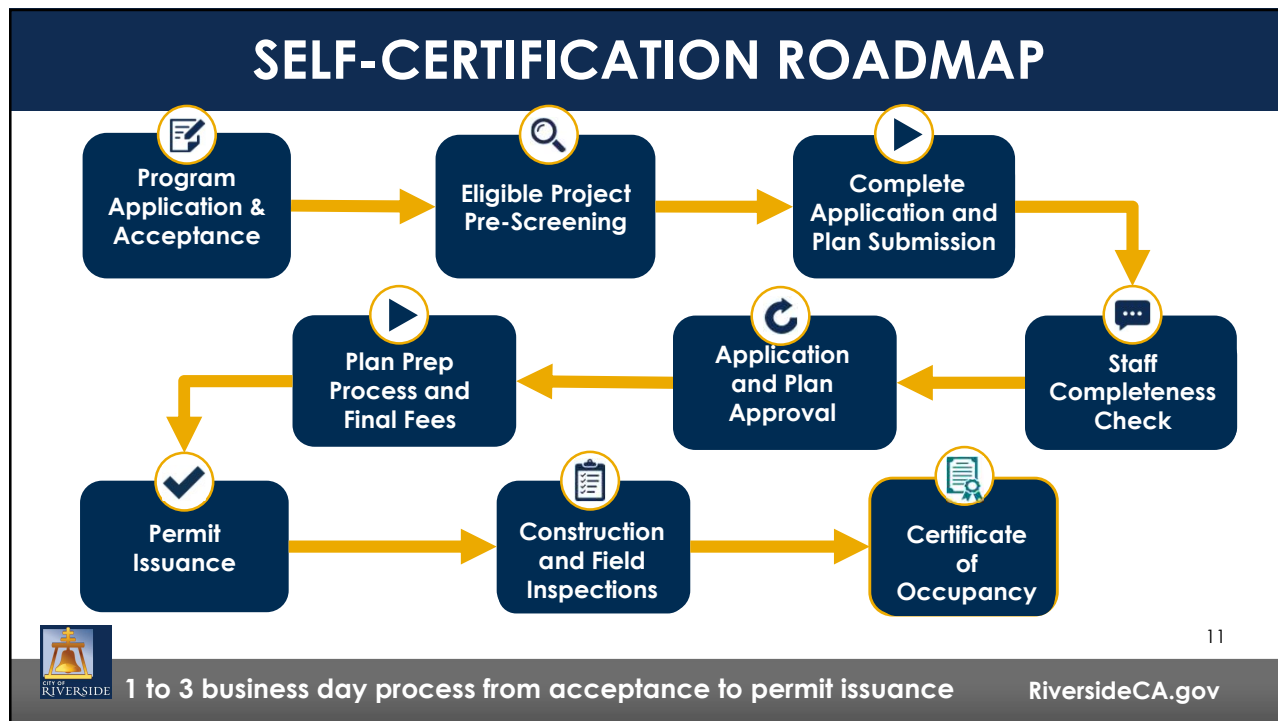 SELF-CERTIFICATION ROADMAP
Program
Application &
Acceptance
Eligible Project
Pre-Screening
Complete
Application and
Plan Submission
Staff
Completeness
Check
Application
and Plan
Approval
Plan Prep
Process and
Final Fees
Permit
Issuance
Construction
and Field
Inspections
Certificate
of
Occupancy
11
CITY OF
RIVERSIDE
1 to 3 business day process from acceptance to permit issuance
RiversideCA.gov